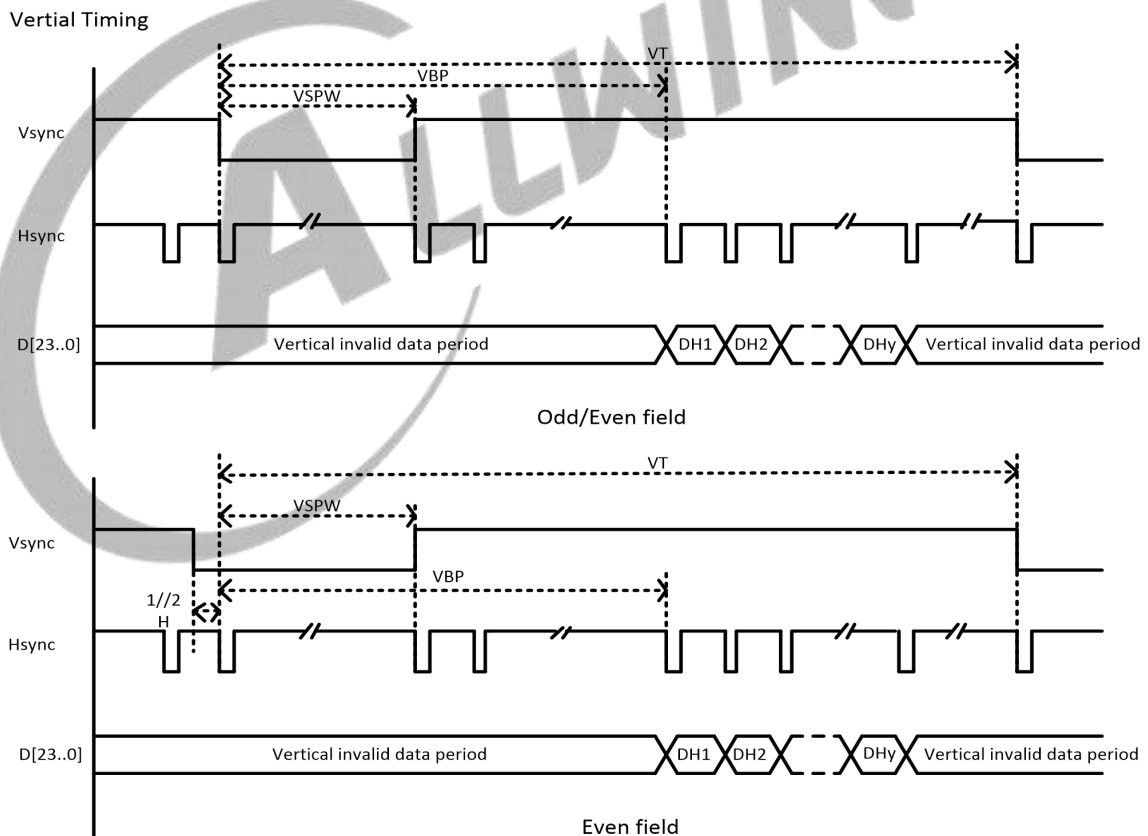 Vertial Timing
ALLWIN
VT
VBP
VSPW
Vsync
Hsync
D[23..0] Vertical invalid data period DH1 DH2 DHy Vertical invalid data period
Odd/Even field
VT
VSPW
Vsync
VBP
1//2
H
Hsync
D[23..0] Vertical invalid data period DH1 DH2 DHy Vertical invalid data period
Even field